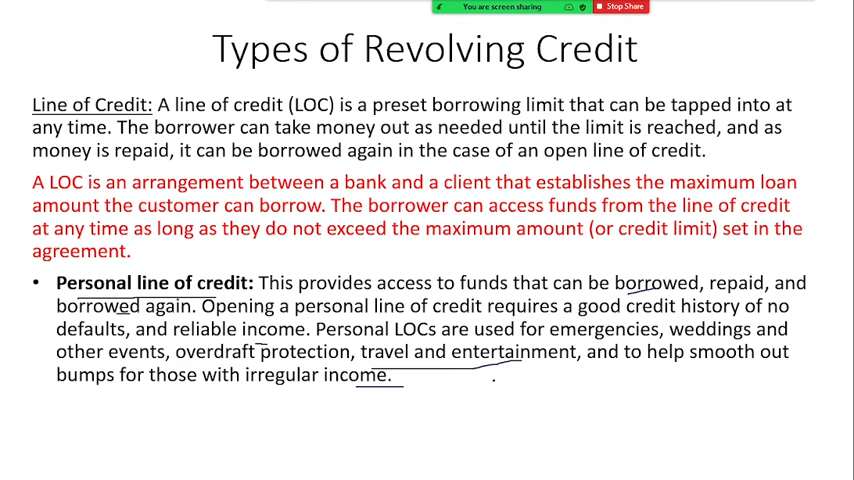 You are screen sharing
Stop Share
Types of Revolving Credit
Line of Credit: A line of credit (LOC) is a preset borrowing limit that can be tapped into at
any time. The borrower can take money out as needed until the limit is reached, and as
money is repaid, it can be borrowed again in the case of an open line of credit.
A LOC is an arrangement between a bank and a client that establishes the maximum loan
amount the customer can borrow. The borrower can access funds from the line of credit
at any time as long as they do not exceed the maximum amount (or credit limit) set in the
agreement.
• Personal line of credit: This provides access to funds that can be borrowed, repaid, and
borrowed again. Opening a personal line of credit requires a good credit history of no
defaults, and reliable income. Personal LOCs are used for emergencies, weddings and
other events, overdraft protection, travel and entertainment, and to help smooth out
bumps for those with irregular income.